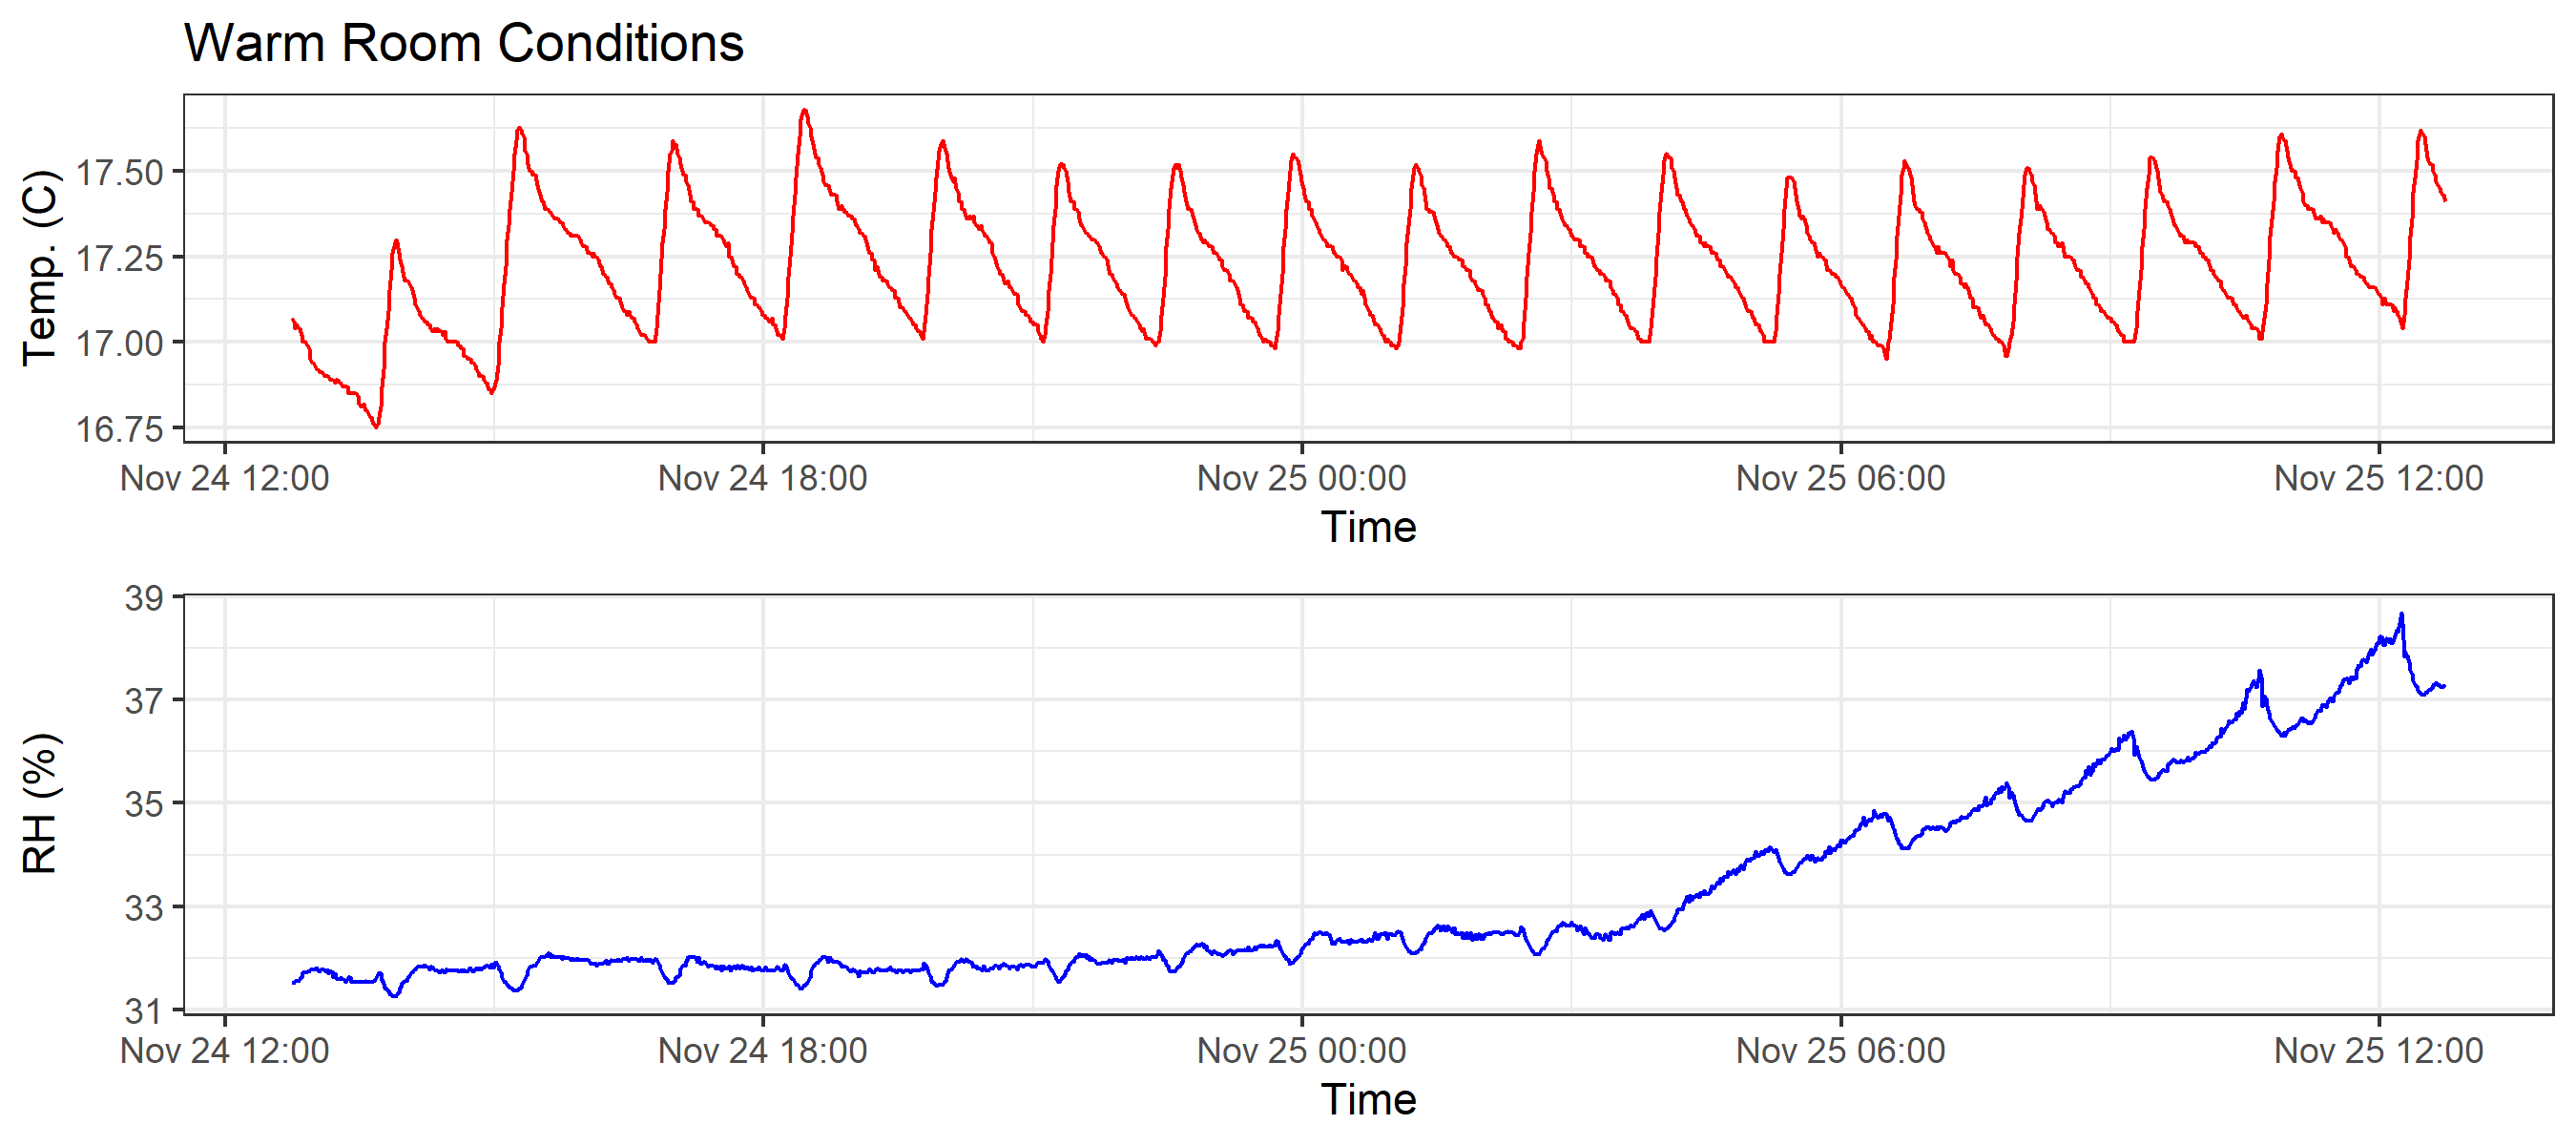 Warm Room Conditions
Temp. (C)
17.50
17.25
17.00
16.75
Nov 24 12:00 Nov 24 18:00 Nov 25 00:00 Nov 25 06:00 Nov 25 12:00
Time
RH (%)
39
37
35
33
31
Nov 24 12:00 Nov 24 18:00 Nov 25 00:00 Nov 25 06:00 Nov 25 12:00
Time